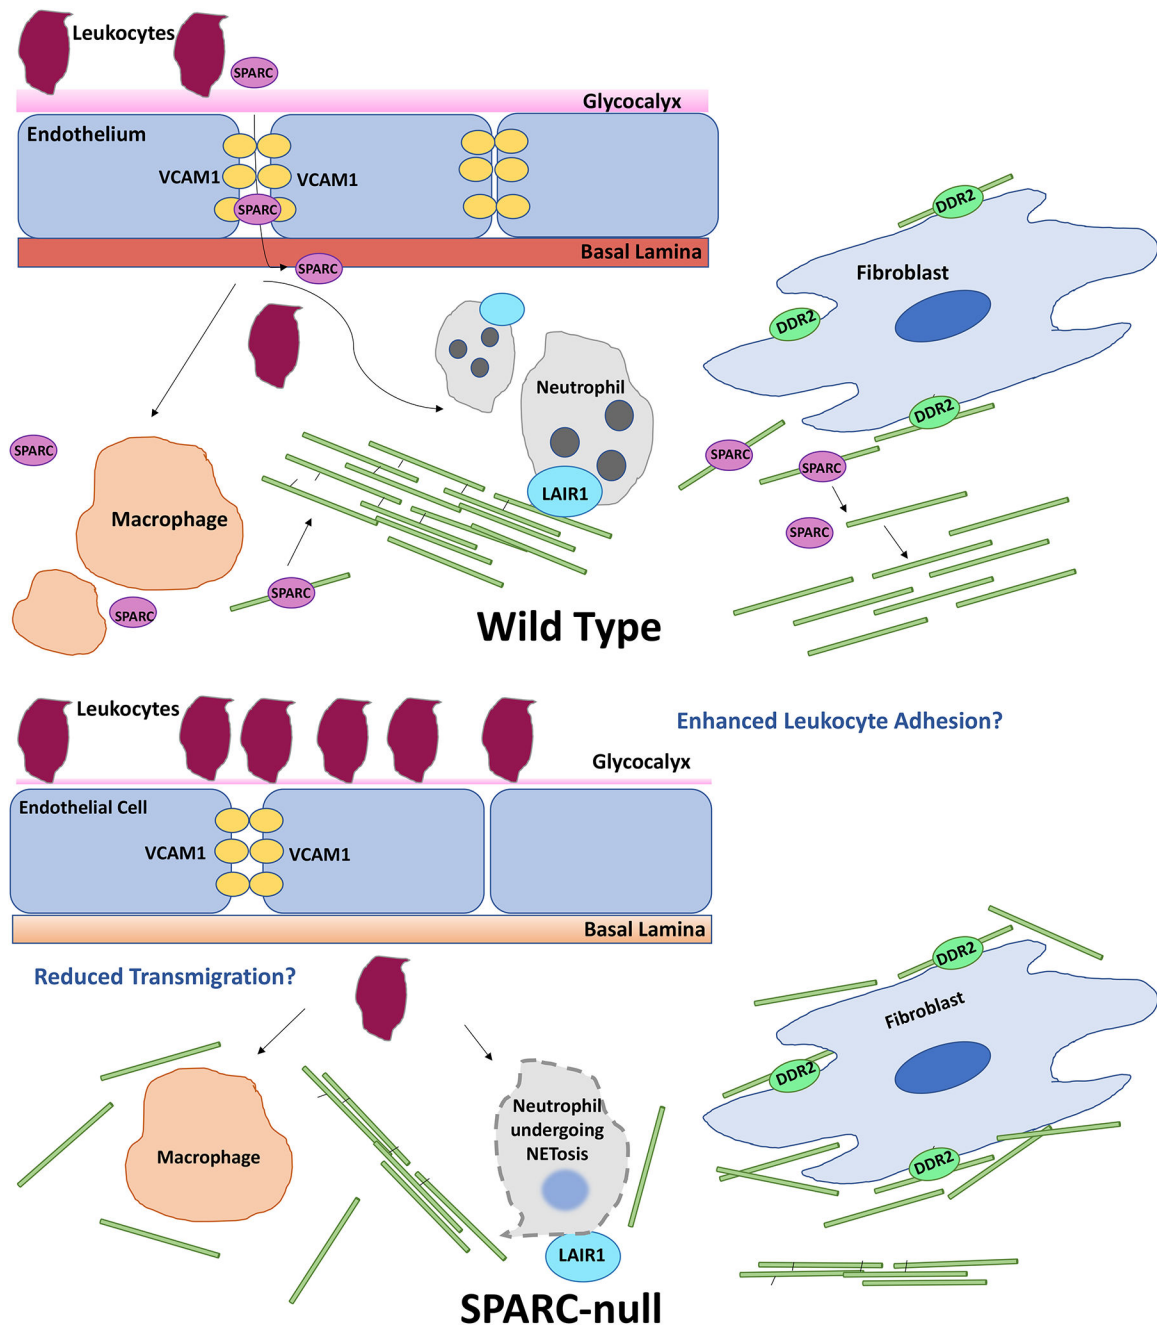 Leukocytes
SPARC
Glycocalyx
Endothelium
VCAM1
VCAM1
SPARC
Basal Lamina
SPARC
DDR2
Fibroblast
DDR2
DDR2
Neutrophil
LAIR1
SPARC
Macrophage
SPARC
SPARC
SPARC
SPARC
SPARC
Wild Type
Leukocytes
Enhanced Leukocyte Adhesion?
Glycocalyx
Endothelial Cell
VCAM1
VCAM1
Basal Lamina
Reduced Transmigration?
DDR2
Fibroblast
DDR2
DDR2
Macrophage
Neutrophil
undergoing
NETosis
LAIR1
SPARC-null